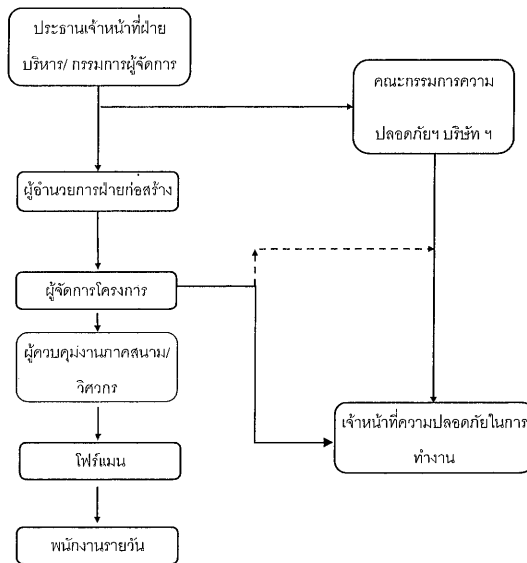 ประธานเจ้าหน้าที่ฝ่าย
บริหาร/ กรรมการผู้จัดการ
คณะกรรมการความ
ปลอดภัยฯ บริษัท ฯ
ผู้อำนวยการฝ่ายก่อสร้าง
ผู้จัดการโครงการ
ผู้ควบคุมงานภาคสนาม/
วิศวกร
เจ้าหน้าที่ความปลอดภัยในการ
ทำงาน
โฟร์แมน
พนักงานรายวัน